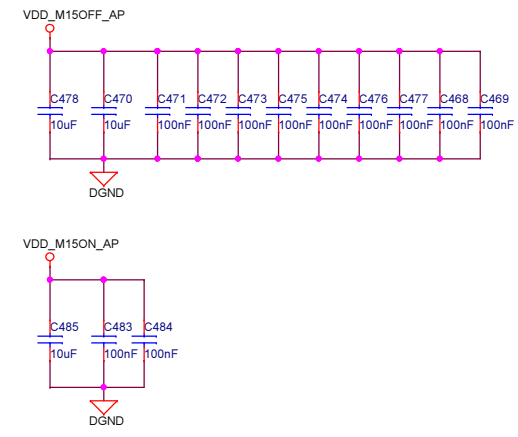 VDD_M15OFF_AP
C478 C470 C471 C472 C473 C475 C474 C476 C477 C468 C469
10uF 10uF 100nF 100nF 100nF 100nF 100nF 100nF 100nF 100nF 100nF
DGND
VDD_M15ON_AP
C485 C483 C484
10uF 100nF 100nF
DGND